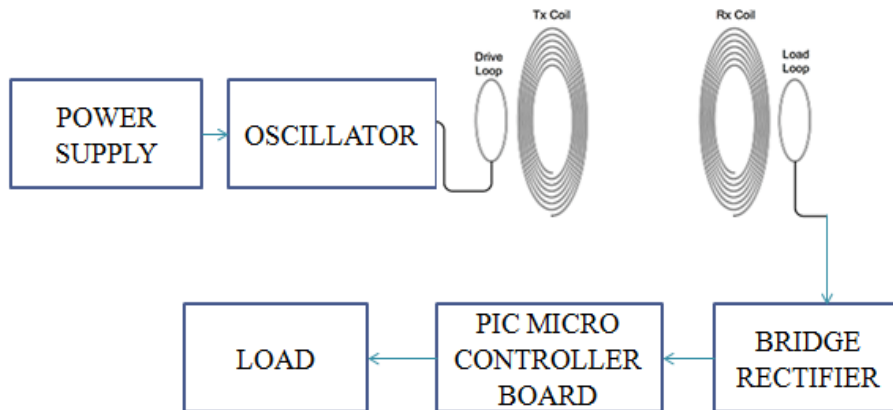 Tx Coil
Rx Coil
Drive
Loop
Load
Loop
POWER
SUPPLY
OSCILLATOR
LOAD
PIC MICRO
CONTROLLER
BOARD
BRIDGE
RECTIFIER